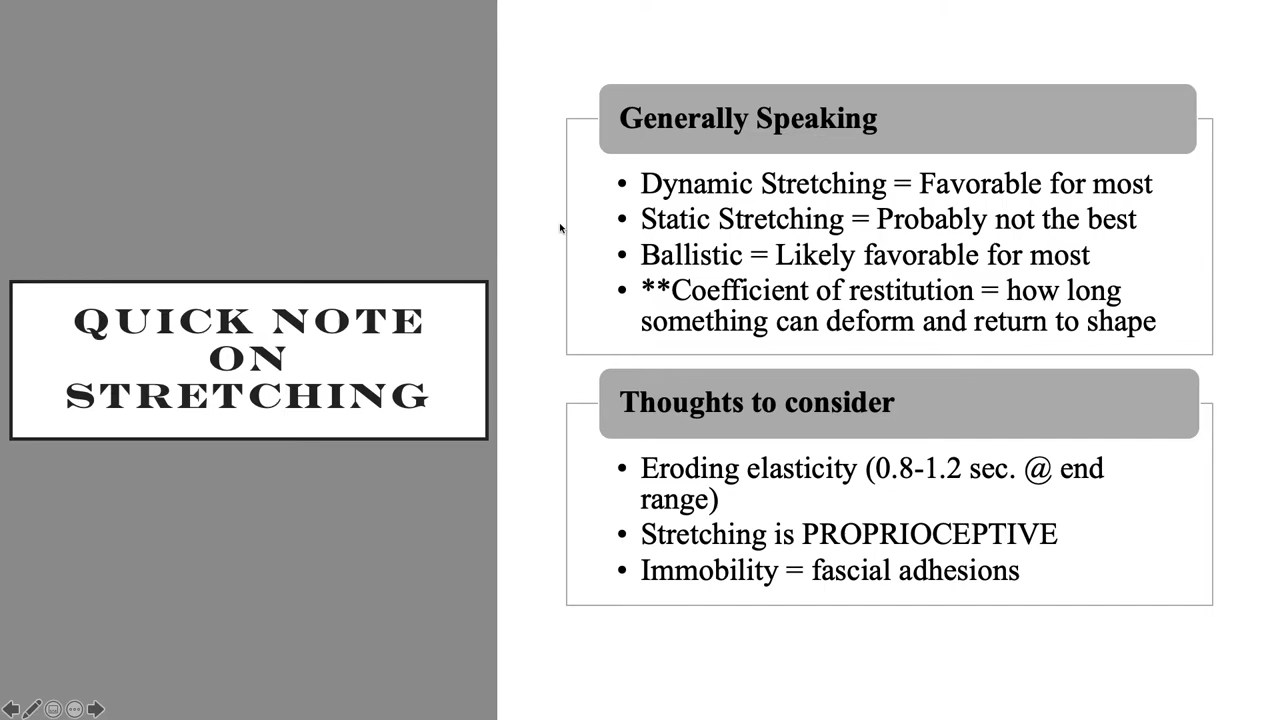 QUICK NOTE
ON
STRETCHING
Generally Speaking
• Dynamic Stretching = Favorable for most
• Static Stretching = Probably not the best
• Ballistic = Likely favorable for most
• **Coefficient of restitution = how long
something can deform and return to shape
Thoughts to consider
• Eroding elasticity (0.8-1.2 sec. @ end
range)
• Stretching is PROPRIOCEPTIVE
• Immobility = fascial adhesions